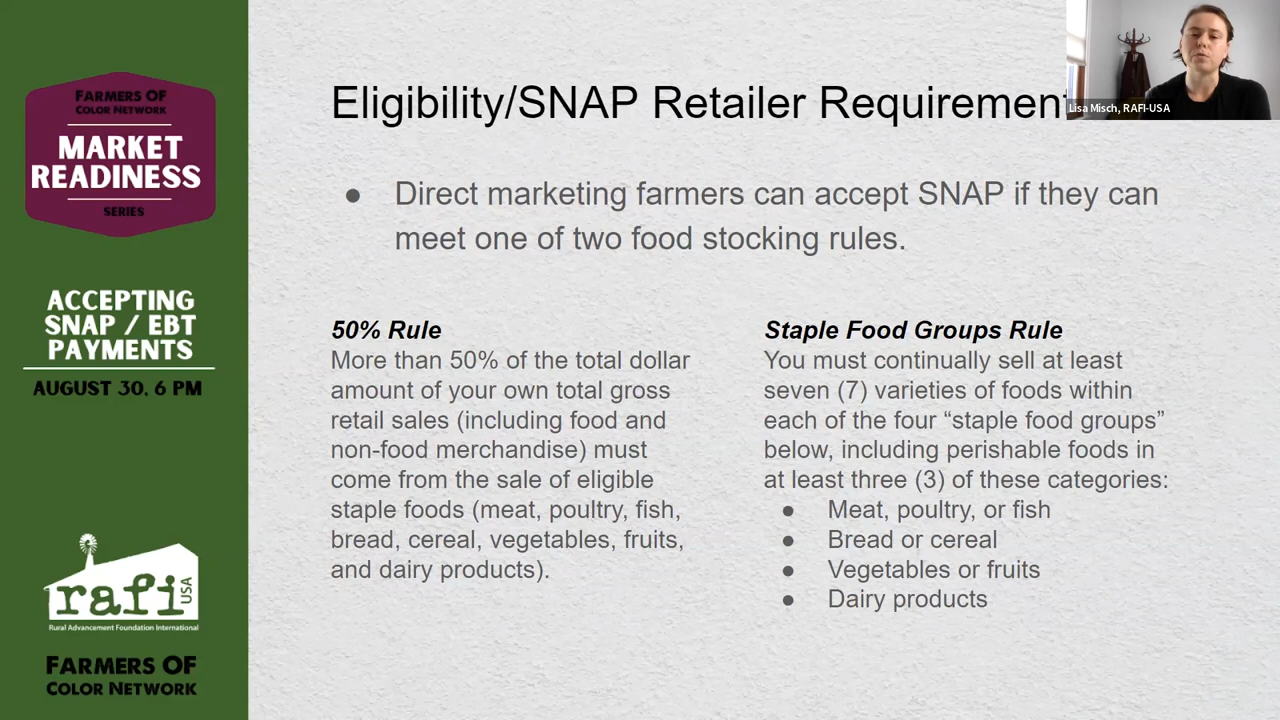 FARMERS OF
COLOR NETWORK
MARKET
READINESS
SERIES
ACCEPTING
SNAP / EBT
PAYMENTS
AUGUST 30, 6 PM
rafi
USA
Rural Advancement Foundation International
FARMERS OF
COLOR NETWORK
Eligibility/SNAP Retailer Requirement
Lisa Misch, RAFI-USA
● Direct marketing farmers can accept SNAP if they can
meet one of two food stocking rules.
50% Rule
More than 50% of the total dollar
amount of your own total gross
retail sales (including food and
non-food merchandise) must
come from the sale of eligible
staple foods (meat, poultry, fish,
bread, cereal, vegetables, fruits,
and dairy products).
Staple Food Groups Rule
You must continually sell at least
seven (7) varieties of foods within
each of the four “staple food groups”
below, including perishable foods in
at least three (3) of these categories:
● Meat, poultry, or fish
● Bread or cereal
● Vegetables or fruits
● Dairy products